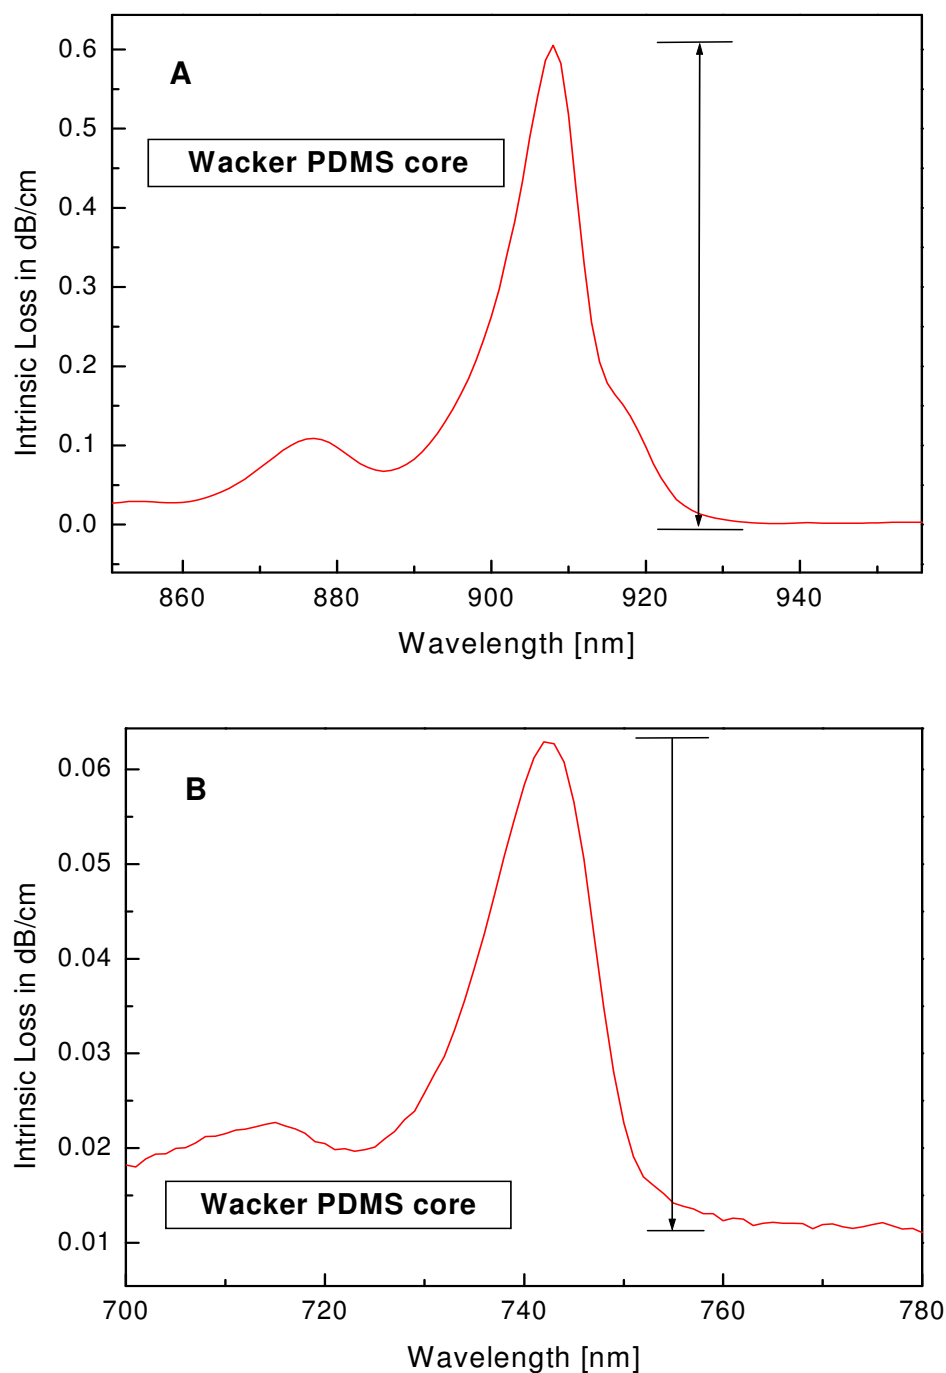 A
Wacker PDMS core
Intrinsic Loss in dB/cm
0.6
0.5
0.4
0.3
0.2
0.1
0.0
860 880 900 920 940
Wavelength [nm]
B
Wacker PDMS core
Intrinsic Loss in dB/cm
0.06
0.05
0.04
0.03
0.02
0.01
700 720 740 760 780
Wavelength [nm]